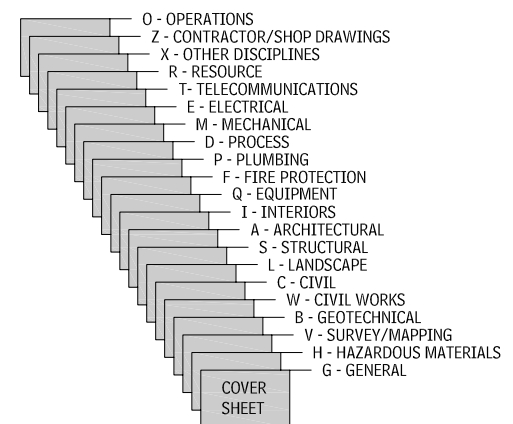 O - OPERATIONS
Z - CONTRACTOR/SHOP DRAWINGS
X - OTHER DISCIPLINES
R - RESOURCE
T- TELECOMMUNICATIONS
E - ELECTRICAL
M - MECHANICAL
D - PROCESS
P - PLUMBING
F - FIRE PROTECTION
Q - EQUIPMENT
I - INTERIORS
A - ARCHITECTURAL
S - STRUCTURAL
L - LANDSCAPE
C - CIVIL
W - CIVIL WORKS
B - GEOTECHNICAL
V - SURVEY/MAPPING
H - HAZARDOUS MATERIALS
G - GENERAL
COVER
SHEET